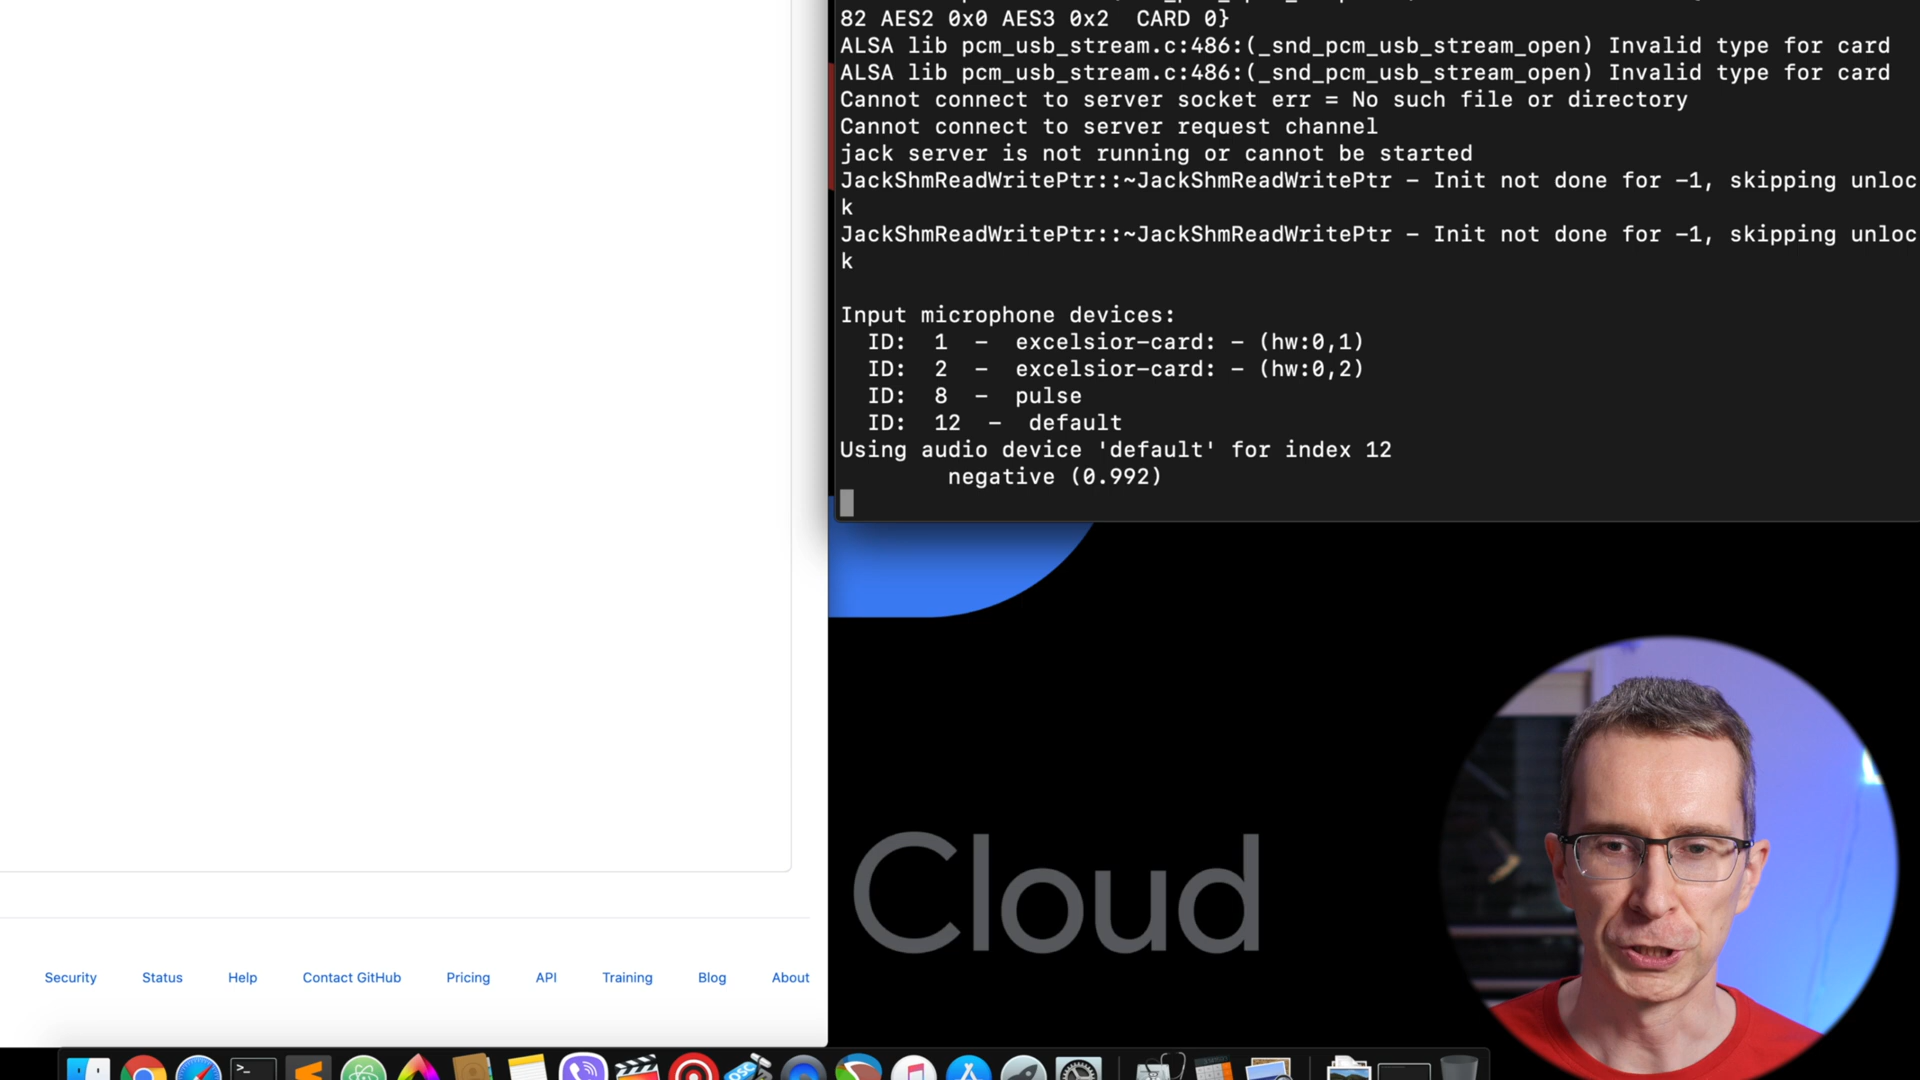 82 AES2 0x0 AES3 0x2  CARD 0}
ALSA lib pcm_usb_stream.c:486:(_snd_pcm_usb_stream_open) Invalid type for card
ALSA lib pcm_usb_stream.c:486:(_snd_pcm_usb_stream_open) Invalid type for card
Cannot connect to server socket err = No such file or directory
Cannot connect to server request channel
jack server is not running or cannot be started
JackShmReadWritePtr::~JackShmReadWritePtr - Init not done for -1, skipping unloc
k
JackShmReadWritePtr::~JackShmReadWritePtr - Init not done for -1, skipping unloc
k
Input microphone devices:
ID:  1  -  excelsior-card: - (hw:0,1)
ID:  2  -  excelsior-card: - (hw:0,2)
ID:  8  -  pulse
ID:  12  -  default
Using audio device 'default' for index 12
negative (0.992)
Cloud
Security Status Help Contact GitHub Pricing API Training Blog About
>_
OSC